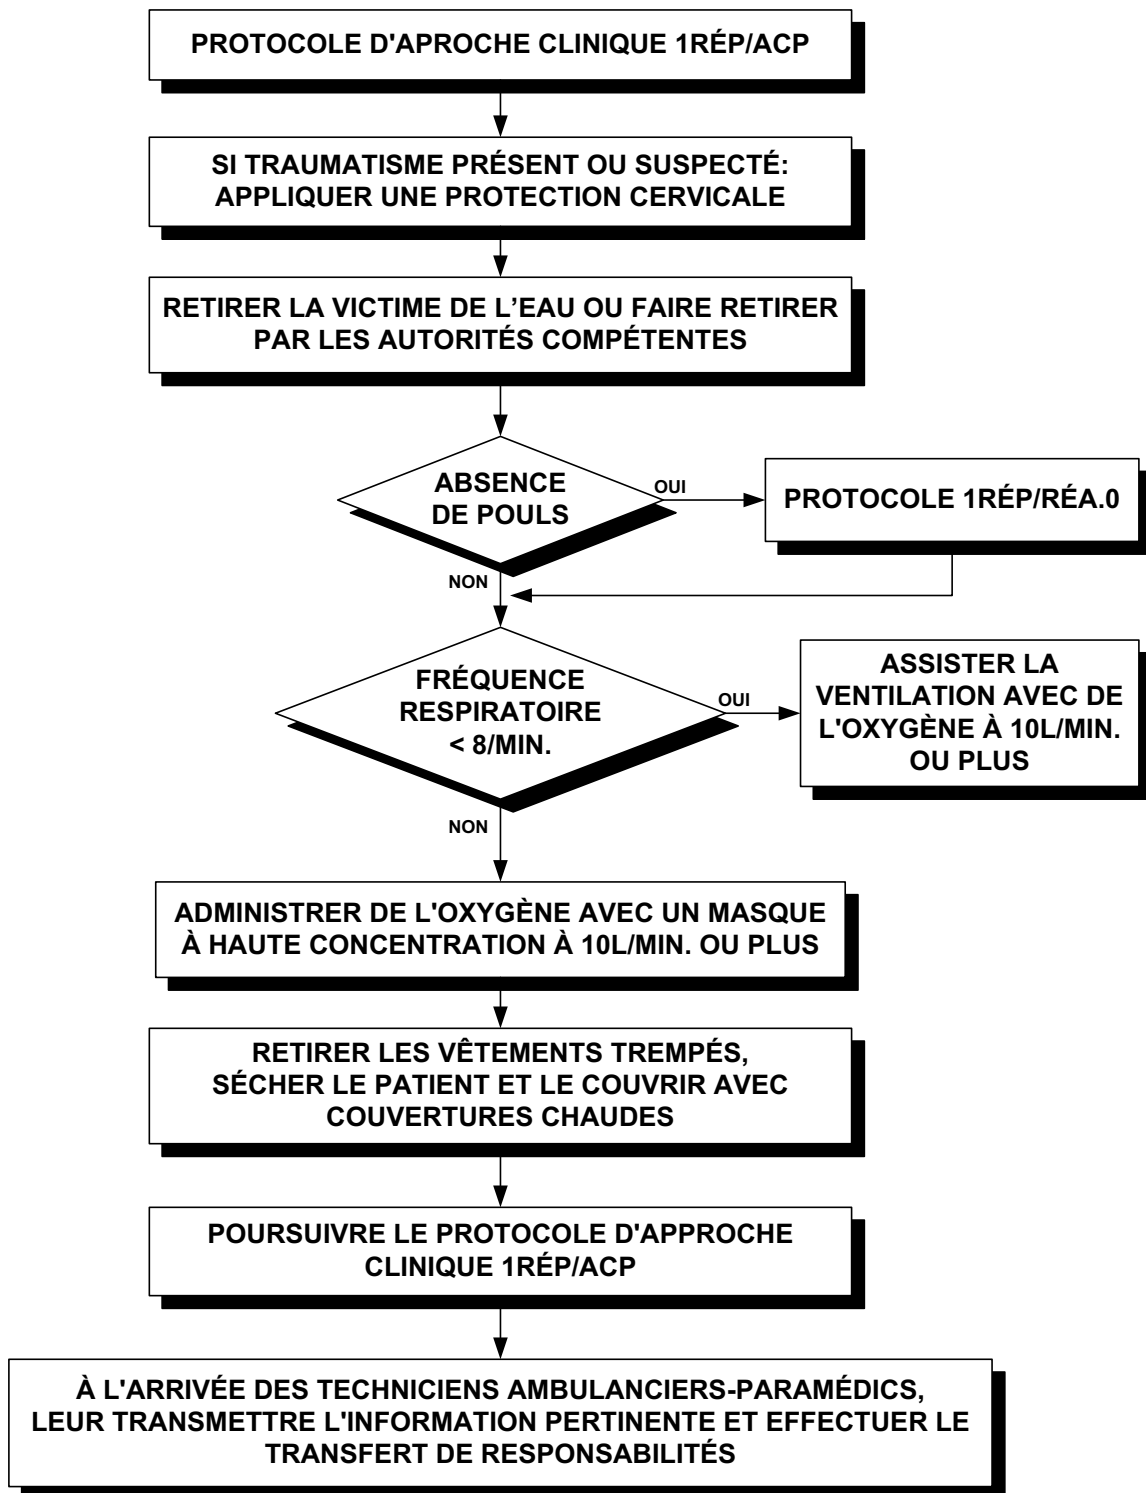 PROTOCOLE D'APROCHE CLINIQUE 1RÉP/ACP
SI TRAUMATISME PRÉSENT OU SUSPECTÉ:
APPLIQUER UNE PROTECTION CERVICALE
RETIRER LA VICTIME DE L’EAU OU FAIRE RETIRER
PAR LES AUTORITÉS COMPÉTENTES
ABSENCE
DE POULS
OUI
PROTOCOLE 1RÉP/RÉA.0
NON
FRÉQUENCE
RESPIRATOIRE
< 8/MIN.
OUI
ASSISTER LA
VENTILATION AVEC DE
L'OXYGÈNE À 10L/MIN.
OU PLUS
NON
ADMINISTRER DE L'OXYGÈNE AVEC UN MASQUE
À HAUTE CONCENTRATION À 10L/MIN. OU PLUS
RETIRER LES VÊTEMENTS TREMPÉS,
SÉCHER LE PATIENT ET LE COUVRIR AVEC
COUVERTURES CHAUDES
POURSUIVRE LE PROTOCOLE D'APPROCHE
CLINIQUE 1RÉP/ACP
À L'ARRIVÉE DES TECHNICIENS AMBULANCIERS-PARAMÉDICS,
LEUR TRANSMETTRE L'INFORMATION PERTINENTE ET EFFECTUER LE
TRANSFERT DE RESPONSABILITÉS